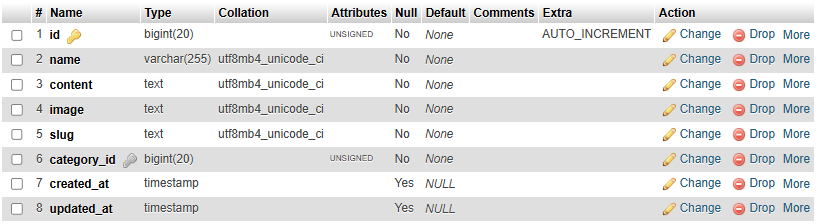 # Name Type Collation Attributes Null Default Comments Extra Action
1 id bigint(20) UNSIGNED No None AUTO_INCREMENT Change Drop More
2 name varchar(255) utf8mb4_unicode_ci No None Change Drop More
3 content text utf8mb4_unicode_ci No None Change Drop More
4 image text utf8mb4_unicode_ci No None Change Drop More
5 slug text utf8mb4_unicode_ci No None Change Drop More
6 category_id bigint(20) UNSIGNED No None Change Drop More
7 created_at timestamp Yes NULL Change Drop More
8 updated_at timestamp Yes NULL Change Drop More